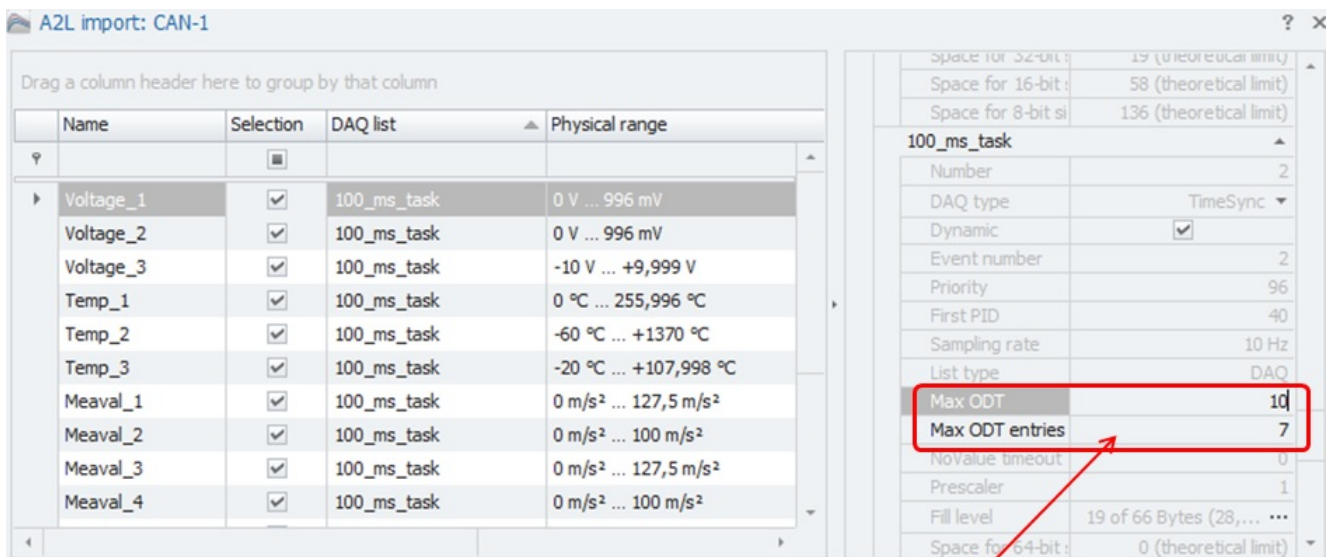 A2L import: CAN-1
? ×
Drag a column header here to group by that column
Name Selection DAQ list Physical range
Voltage_1 100_ms_task 0 V ... 996 mV
Voltage_2 100_ms_task 0 V ... 996 mV
Voltage_3 100_ms_task -10 V ... +9,999 V
Temp_1 100_ms_task 0 °C ... 255,996 °C
Temp_2 100_ms_task -60 °C ... +1370 °C
Temp_3 100_ms_task -20 °C ... +107,998 °C
Meaval_1 100_ms_task 0 m/s² ... 127,5 m/s²
Meaval_2 100_ms_task 0 m/s² ... 100 m/s²
Meaval_3 100_ms_task 0 m/s² ... 127,5 m/s²
Meaval_4 100_ms_task 0 m/s² ... 100 m/s²
Space for 32-bit s 19 (theoretical limit)
Space for 16-bit s 58 (theoretical limit)
Space for 8-bit si 136 (theoretical limit)
100_ms_task
Number 2
DAQ type TimeSync
Dynamic
Event number 2
Priority 96
First PID 40
Sampling rate 10 Hz
List type DAQ
Max ODT 10
Max ODT entries 7
NoValue timeout 0
Prescaler 1
Fill level 19 of 66 Bytes (28,... ...
Space for 64-bit s 0 (theoretical limit)